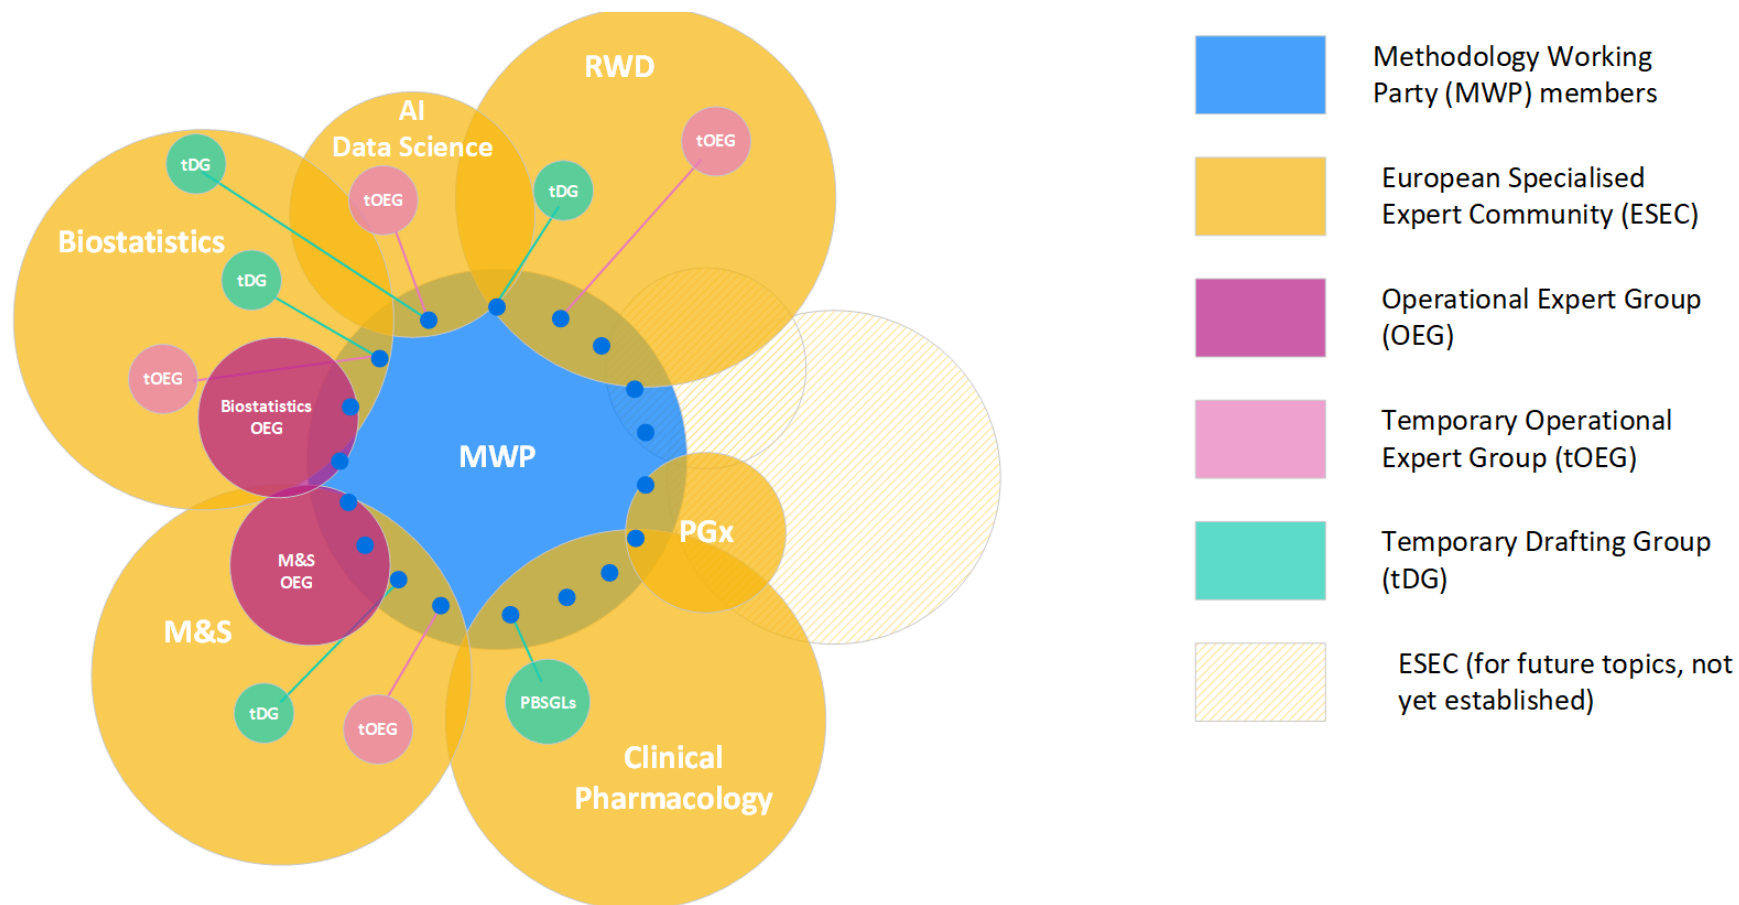 RWD
AI
Data Science
tOEG
tDG
tOEG
tDG
Biostatistics
tDG
tOEG
Biostatistics
OEG
MWP
PGx
M&S
OEG
M&S
tDG
tOEG
PBSGLs
Clinical
Pharmacology
Methodology Working
Party (MWP) members
European Specialised
Expert Community (ESEC)
Operational Expert Group
(OEG)
Temporary Operational
Expert Group (tOEG)
Temporary Drafting Group
(tDG)
ESEC (for future topics, not
yet established)